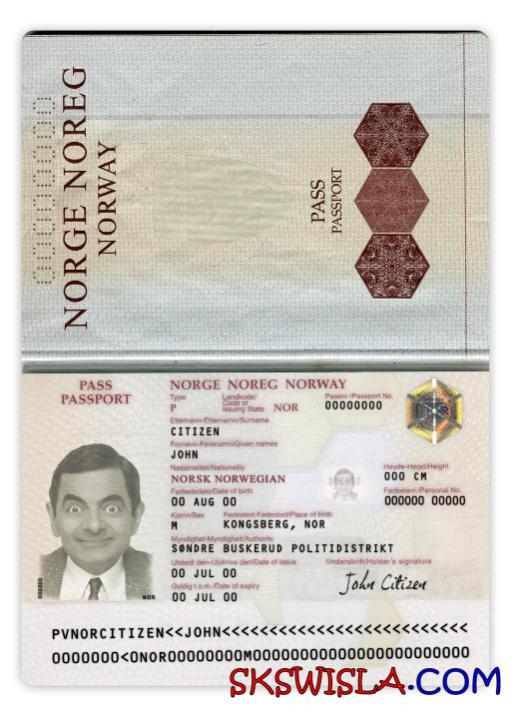 NORGE NOREG
NORWAY
PASS
PASSPORT
PASS
PASSPORT
NORGE NOREG NORWAY
Type
Landkode/
Code of
issuing State
Passnr./Passport No.
P
NOR
00000000
Etternamn-Etternavn/Surname
CITIZEN
Fornavn-Førenamn/Given names
JOHN
Nasjonalitet/Nationality
Høyde-Høgd/Height
NORSK NORWEGIAN
000 CM
Fødselsdato/Date of birth
Fødselsnr./Personal No.
00 AUG 00
000000 00000
Kjønn/Sex
Fødested-Fødestad/Place of birth
M
KONGSBERG, NOR
Myndighet-Myndigheit/Authority
SØNDRE BUSKERUD POLITIDISTRIKT
Utstedt den-Utskrive den/Date of issue
Underskrift/Holder's signature
00 JUL 00
John Citizen
Gyldig t.o.m./Date of expiry
00 JUL 00
NOR
PVNORCITIZEN<<JOHN<<<<<<<<<<<<<<<<<<<<<<<<<<
0000000<0NOR00000000M00000000000000000000000
SKSWISLA.COM